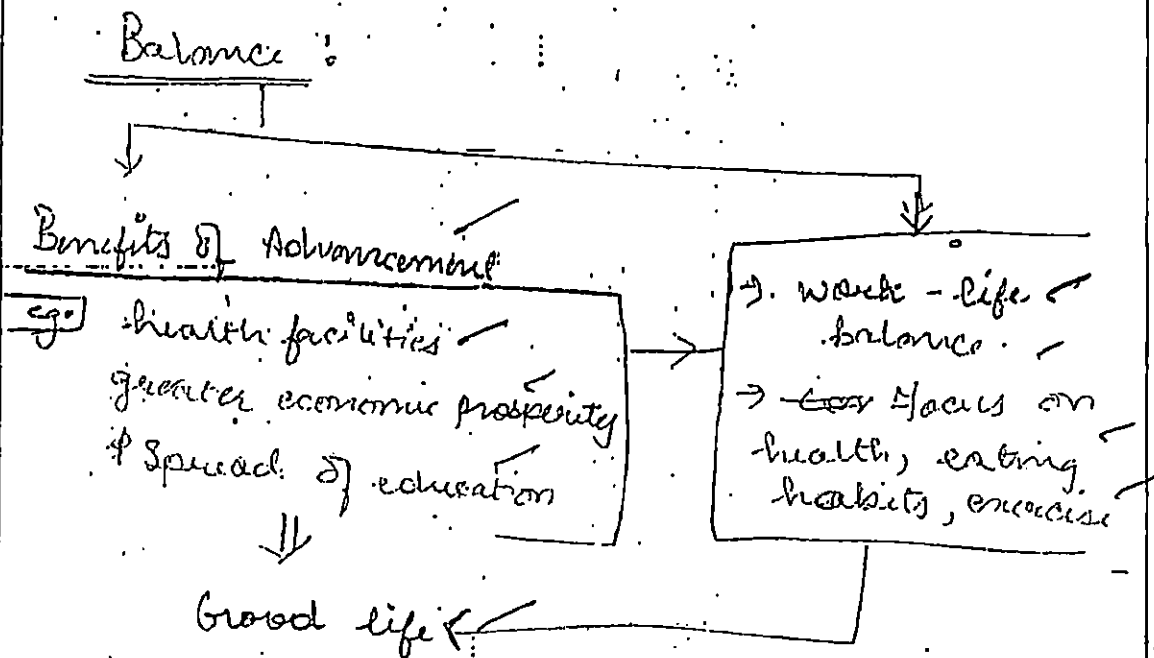 Balance :
Benefits of Advancement
eg. health facilities
greater economic prosperity
↑ Spread of education
Good life
→ work - life
balance.
→ focus on
health, eating
habits, exercise